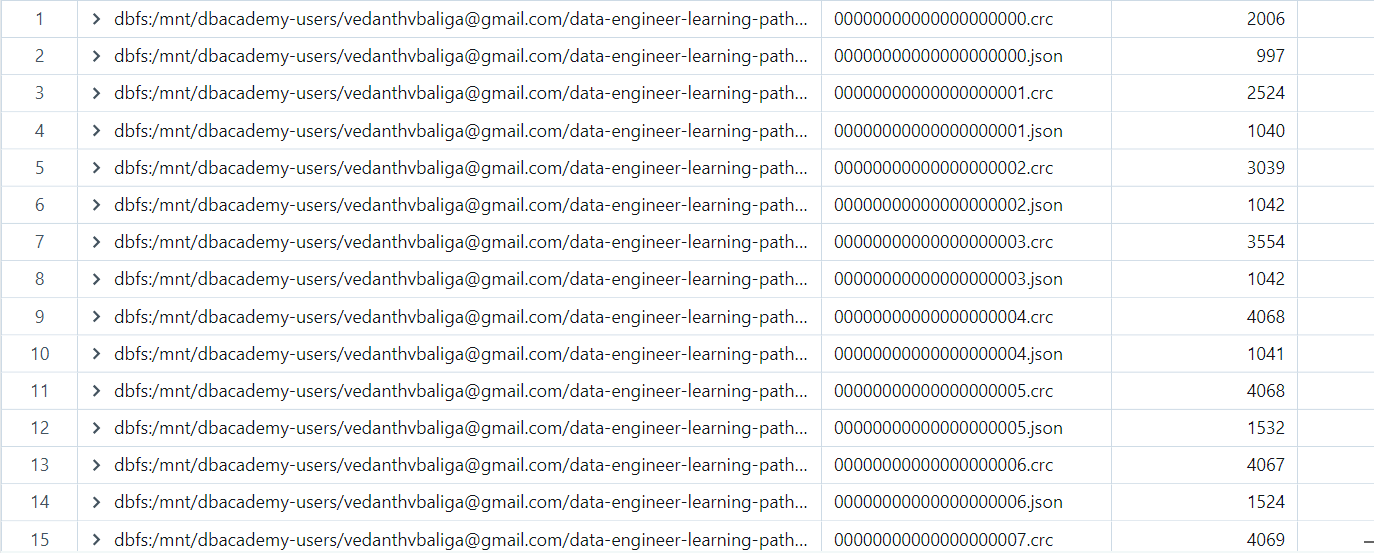 1 dbfs:/mnt/dbacademy-users/vedanthvbaliga@gmail.com/data-engineer-learning-path... 00000000000000000000.crc 2006
2 dbfs:/mnt/dbacademy-users/vedanthvbaliga@gmail.com/data-engineer-learning-path... 00000000000000000000.json 997
3 dbfs:/mnt/dbacademy-users/vedanthvbaliga@gmail.com/data-engineer-learning-path... 00000000000000000001.crc 2524
4 dbfs:/mnt/dbacademy-users/vedanthvbaliga@gmail.com/data-engineer-learning-path... 00000000000000000001.json 1040
5 dbfs:/mnt/dbacademy-users/vedanthvbaliga@gmail.com/data-engineer-learning-path... 00000000000000000002.crc 3039
6 dbfs:/mnt/dbacademy-users/vedanthvbaliga@gmail.com/data-engineer-learning-path... 00000000000000000002.json 1042
7 dbfs:/mnt/dbacademy-users/vedanthvbaliga@gmail.com/data-engineer-learning-path... 00000000000000000003.crc 3554
8 dbfs:/mnt/dbacademy-users/vedanthvbaliga@gmail.com/data-engineer-learning-path... 00000000000000000003.json 1042
9 dbfs:/mnt/dbacademy-users/vedanthvbaliga@gmail.com/data-engineer-learning-path... 00000000000000000004.crc 4068
10 dbfs:/mnt/dbacademy-users/vedanthvbaliga@gmail.com/data-engineer-learning-path... 00000000000000000004.json 1041
11 dbfs:/mnt/dbacademy-users/vedanthvbaliga@gmail.com/data-engineer-learning-path... 00000000000000000005.crc 4068
12 dbfs:/mnt/dbacademy-users/vedanthvbaliga@gmail.com/data-engineer-learning-path... 00000000000000000005.json 1532
13 dbfs:/mnt/dbacademy-users/vedanthvbaliga@gmail.com/data-engineer-learning-path... 00000000000000000006.crc 4067
14 dbfs:/mnt/dbacademy-users/vedanthvbaliga@gmail.com/data-engineer-learning-path... 00000000000000000006.json 1524
15 dbfs:/mnt/dbacademy-users/vedanthvbaliga@gmail.com/data-engineer-learning-path... 00000000000000000007.crc 4069